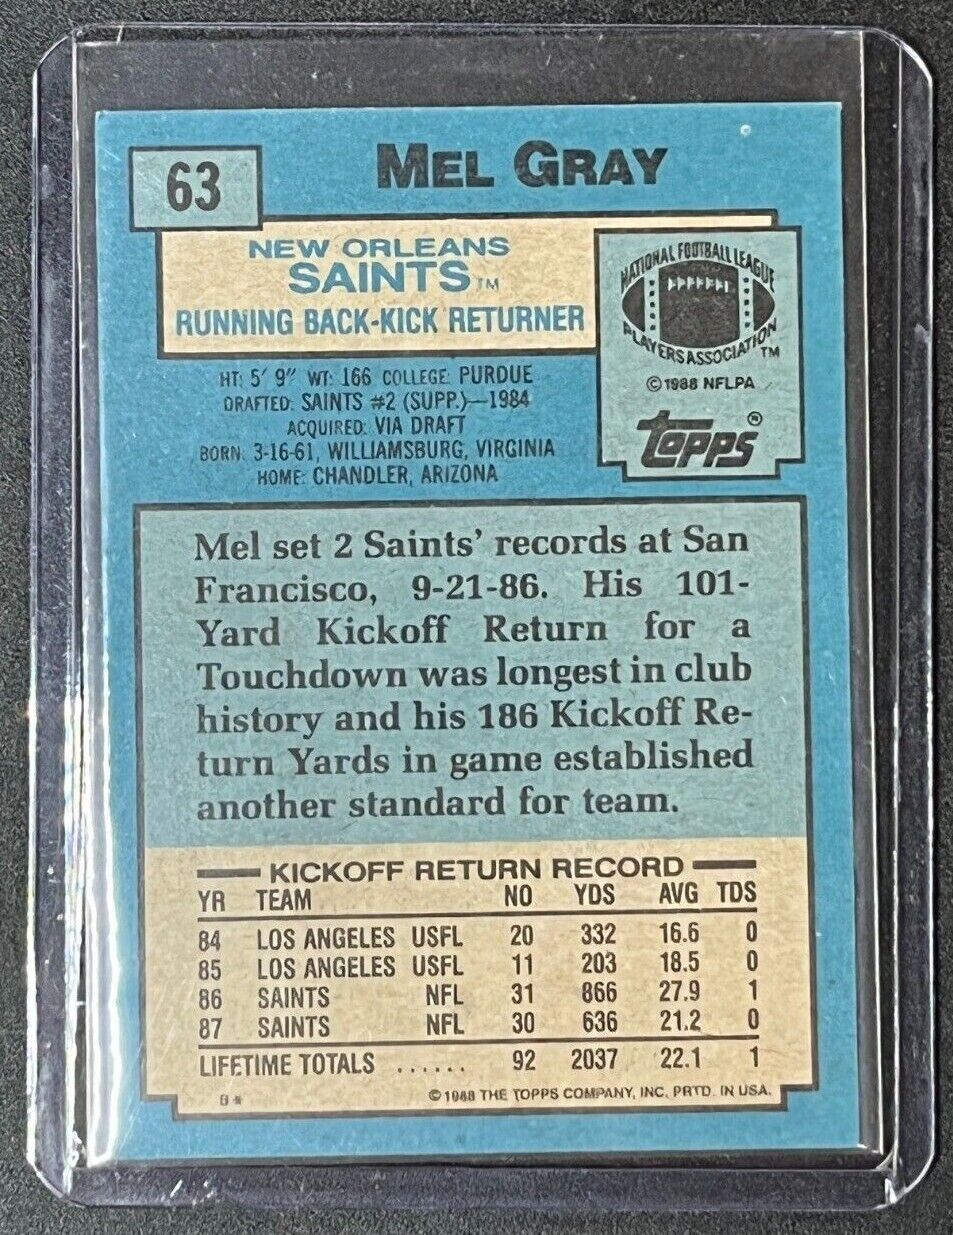 63
MEL GRAY
NEW ORLEANS
SAINTS TM
RUNNING BACK-KICK RETURNER
NATIONAL FOOTBALL LEAGUE
PLAYERS ASSOCIATION TM
©1988 NFLPA
topps®
HT: 5' 9" WT: 166 COLLEGE: PURDUE
DRAFTED: SAINTS #2 (SUPP.)—1984
ACQUIRED: VIA DRAFT
BORN: 3-16-61, WILLIAMSBURG, VIRGINIA
HOME: CHANDLER, ARIZONA
Mel set 2 Saints' records at San
Francisco, 9-21-86. His 101-
Yard Kickoff Return for a
Touchdown was longest in club
history and his 186 Kickoff Re-
turn Yards in game established
another standard for team.
KICKOFF RETURN RECORD
YR TEAM NO YDS AVG TDS
84 LOS ANGELES USFL 20 332 16.6 0
85 LOS ANGELES USFL 11 203 18.5 0
86 SAINTS NFL 31 866 27.9 1
87 SAINTS NFL 30 636 21.2 0
LIFETIME TOTALS ...... 92 2037 22.1 1
©1988 THE TOPPS COMPANY, INC. PRTD. IN U.S.A.